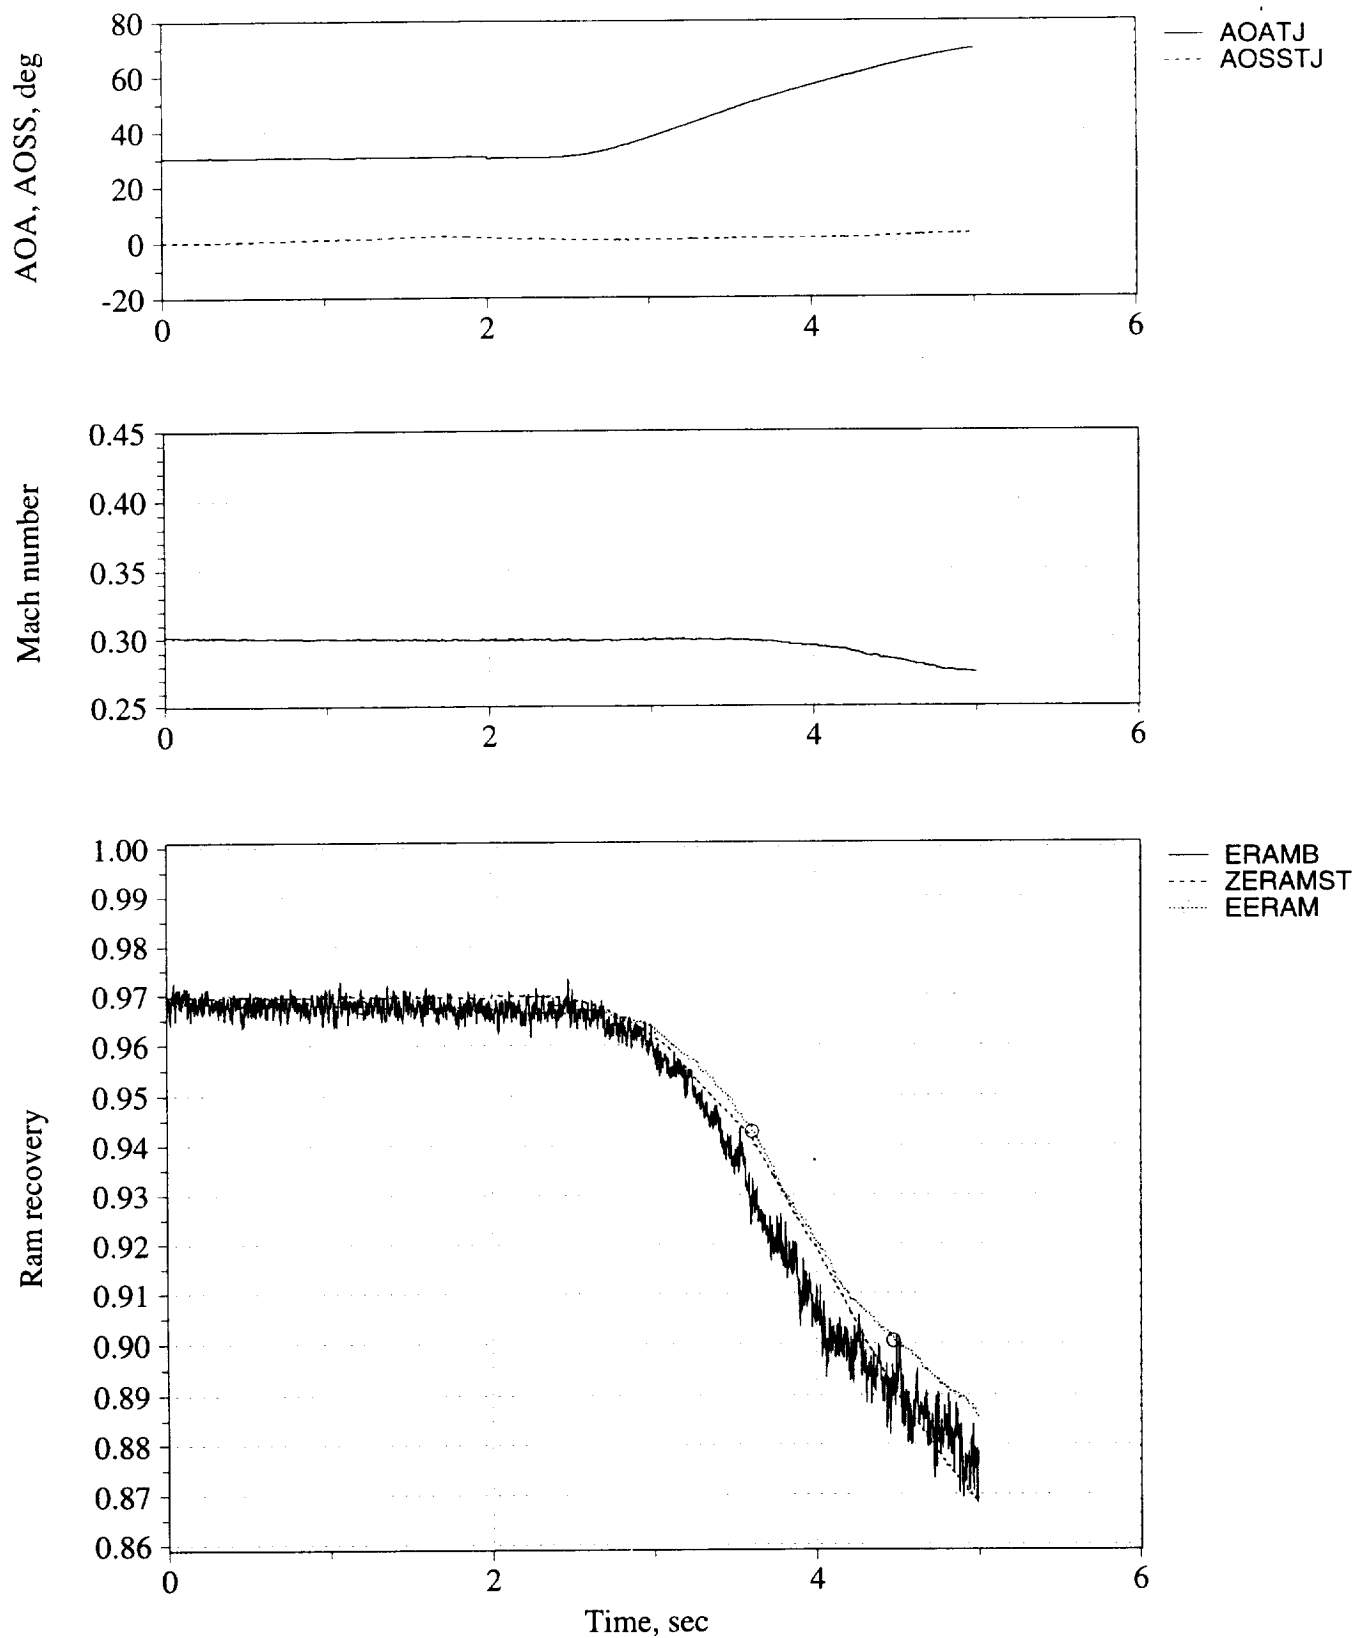 AOA, AOSS, deg
80
60
40
20
0
-20
0 2 4 6
AOATJ
AOSSTJ
Mach number
0.45
0.40
0.35
0.30
0.25
0 2 4 6
Ram recovery
1.00
0.99
0.98
0.97
0.96
0.95
0.94
0.93
0.92
0.91
0.90
0.89
0.88
0.87
0.86
0 2 4 6
Time, sec
ERAMB
ZERAMST
EERAM